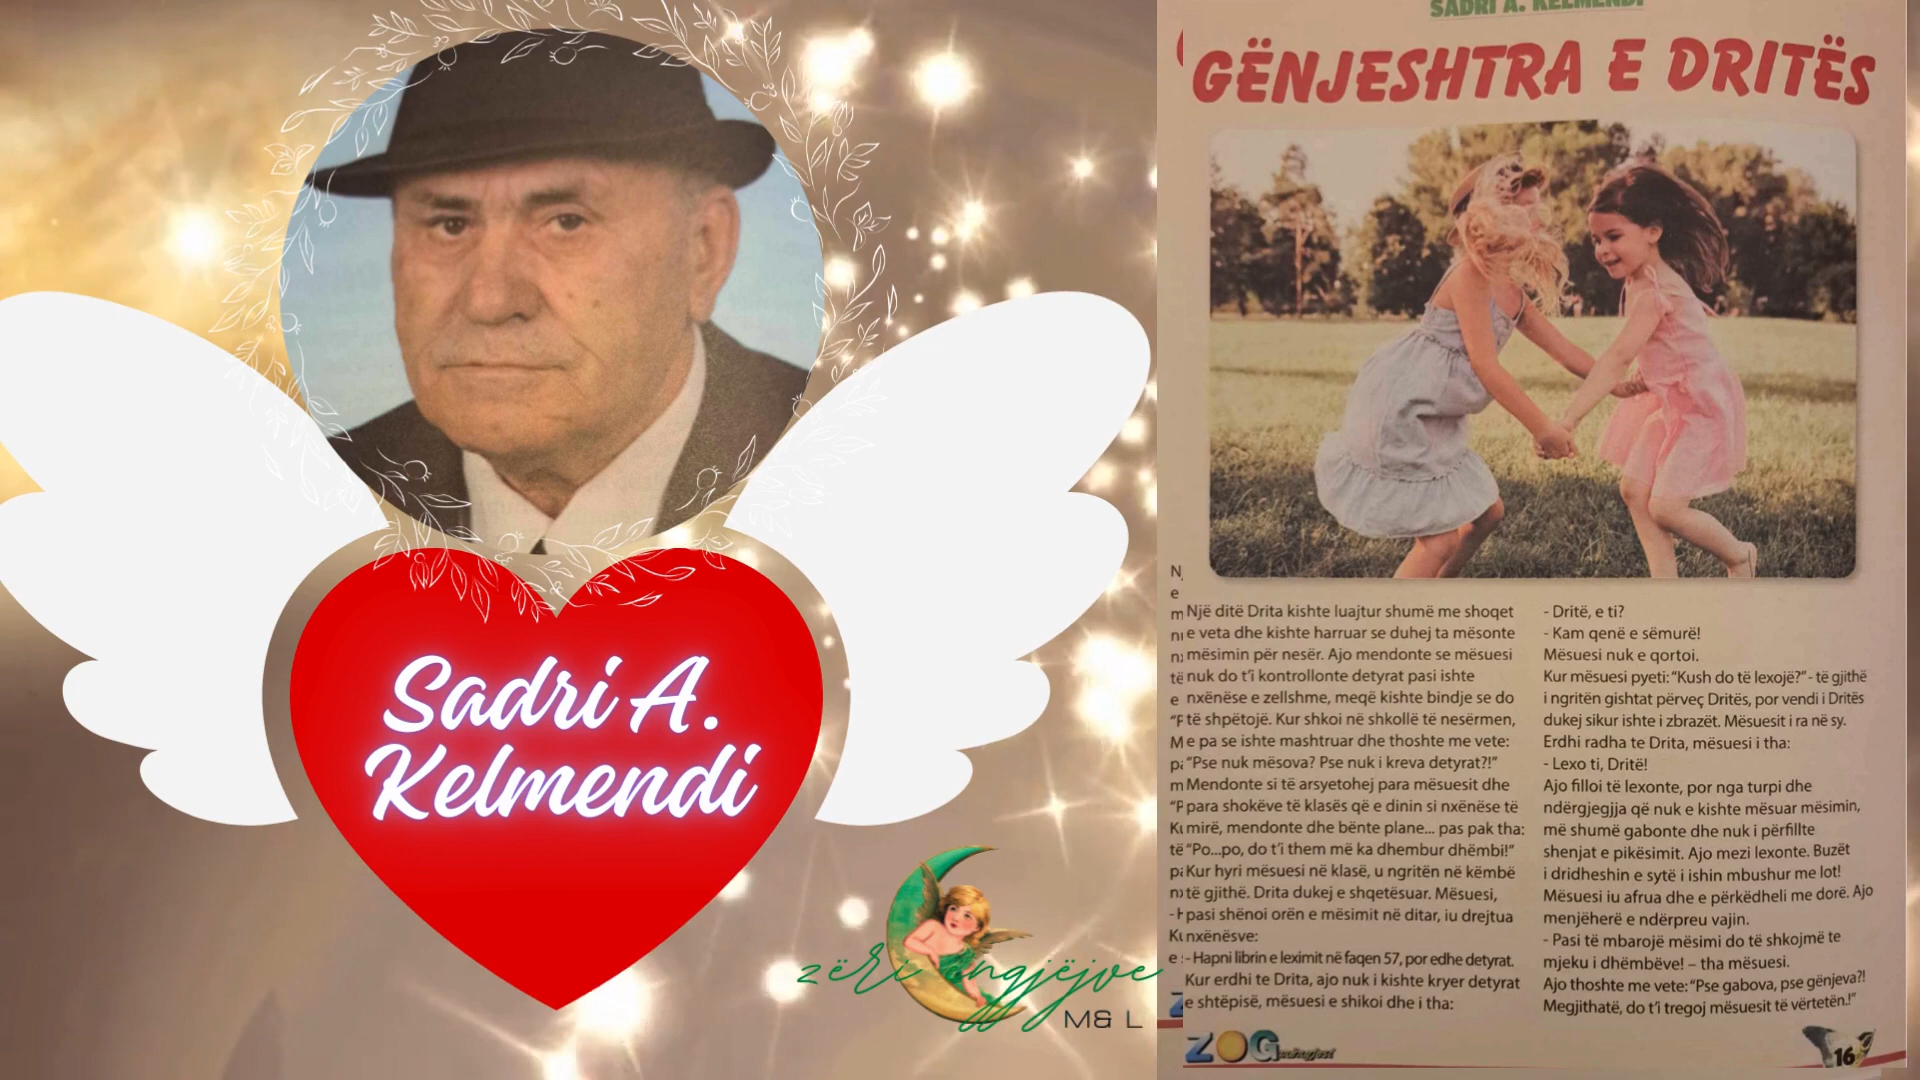 Sadri A.
Kelmendi
zëri engjëjve
M& L
SADRI A. KELMENDI
GËNJESHTRA E DRITËS
Një ditë Drita kishte luajtur shumë me shoqet
e veta dhe kishte harruar se duhej ta mësonte
mësimin për nesër. Ajo mendonte se mësuesi
nuk do t'i kontrollonte detyrat pasi ishte
nxënëse e zellshme, meqë kishte bindje se do
të shpëtojë. Kur shkoi në shkollë të nesërmen,
e pa se ishte mashtruar dhe thoshte me vete:
"Pse nuk mësova? Pse nuk i kreva detyrat?!"
Mendonte si të arsyetohej para mësuesit dhe
para shokëve të klasës që e dinin si nxënëse të
mirë, mendonte dhe bënte plane... pas pak tha:
"Po...po, do t'i them më ka dhembur dhëmbi!"
Kur hyri mësuesi në klasë, u ngritën në këmbë
të gjithë. Drita dukej e shqetësuar. Mësuesi,
pasi shënoi orën e mësimit në ditar, iu drejtua
nxënësve:
- Hapni librin e leximit në faqen 57, por edhe detyrat.
Kur erdhi te Drita, ajo nuk i kishte kryer detyrat
e shtëpisë, mësuesi e shikoi dhe i tha:
- Dritë, e ti?
- Kam qenë e sëmurë!
Mësuesi nuk e qortoi.
Kur mësuesi pyeti: "Kush do të lexojë?" - të gjithë
i ngritën gishtat përveç Dritës, por vendi i Dritës
dukej sikur ishte i zbrazët. Mësuesit i ra në sy.
Erdhi radha te Drita, mësuesi i tha:
- Lexo ti, Dritë!
Ajo filloi të lexonte, por nga turpi dhe
ndërgjegjja që nuk e kishte mësuar mësimin,
më shumë gabonte dhe nuk i përfillte
shenjat e pikësimit. Ajo mezi lexonte. Buzët
i dridheshin e sytë i ishin mbushur me lot!
Mësuesi iu afrua dhe e përkëdheli me dorë. Ajo
menjëherë e ndërpreu vajin.
- Pasi të mbarojë mësimi do të shkojmë te
mjeku i dhëmbëve! – tha mësuesi.
Ajo thoshte me vete: "Pse gabova, pse gënjeva?!
Megjithatë, do t'i tregoj mësuesit të vërtetën.!"
ZOG
16